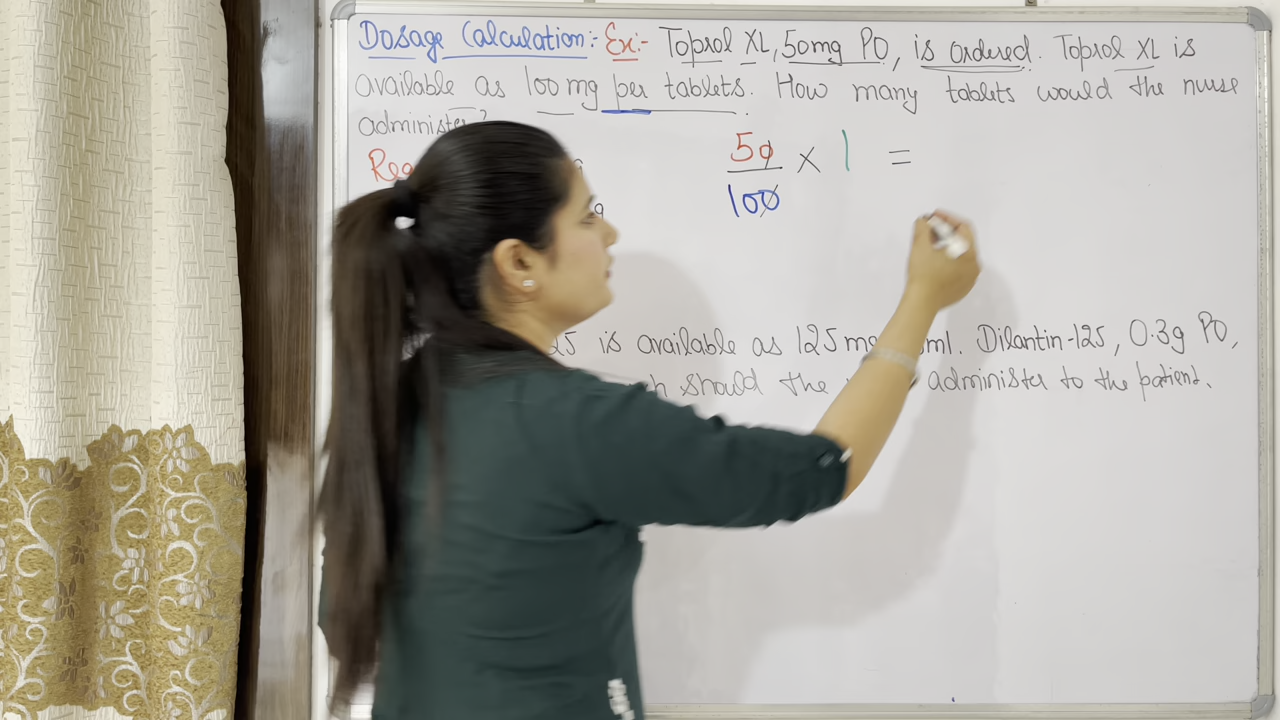 Dosage Calculation:- Ex:- Toprol XL, 50mg PO, is ordered. Toprol XL is
available as 100 mg per tablets. How many tablets would the nurse
administer?
50 × 1 =
100
is available as 125 mg ml. Dilantin-125, 0.3g PO,
should the administer to the patient.